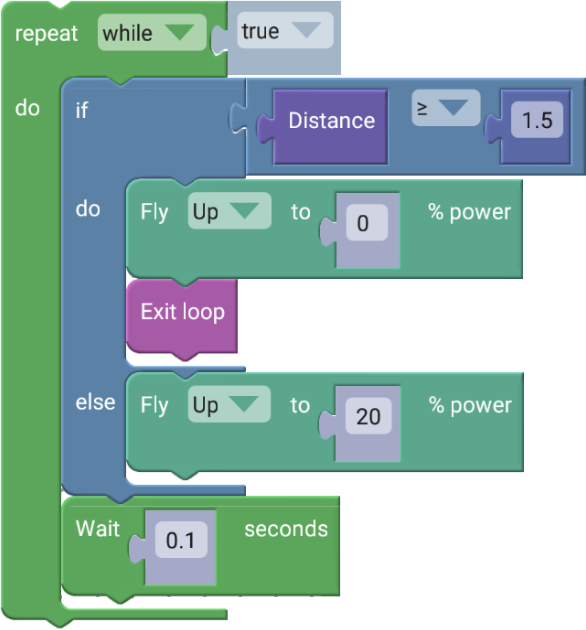 repeat while true
do if Distance ≥ 1.5
do Fly Up to 0 % power
Exit loop
else Fly Up to 20 % power
Wait 0.1 seconds